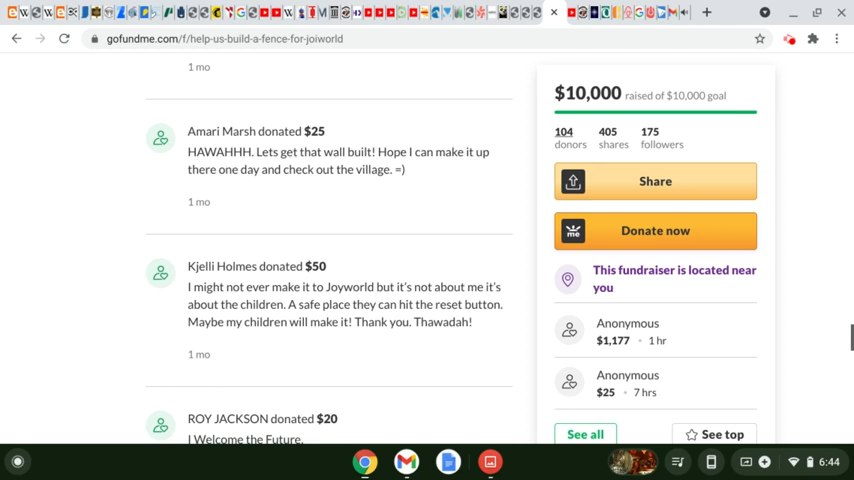 gofundme.com/f/help-us-build-a-fence-for-joiworld
1 mo
Amari Marsh donated $25
HAWAHHH. Lets get that wall built! Hope I can make it up
there one day and check out the village. =)
1 mo
Kjelli Holmes donated $50
I might not ever make it to Joyworld but it's not about me it's
about the children. A safe place they can hit the reset button.
Maybe my children will make it! Thank you. Thawadah!
1 mo
ROY JACKSON donated $20
I Welcome the Future.
$10,000 raised of $10,000 goal
104 405 175
donors shares followers
Share
me Donate now
This fundraiser is located near
you
Anonymous
$1,177 • 1 hr
Anonymous
$25 • 7 hrs
See all See top
6:44